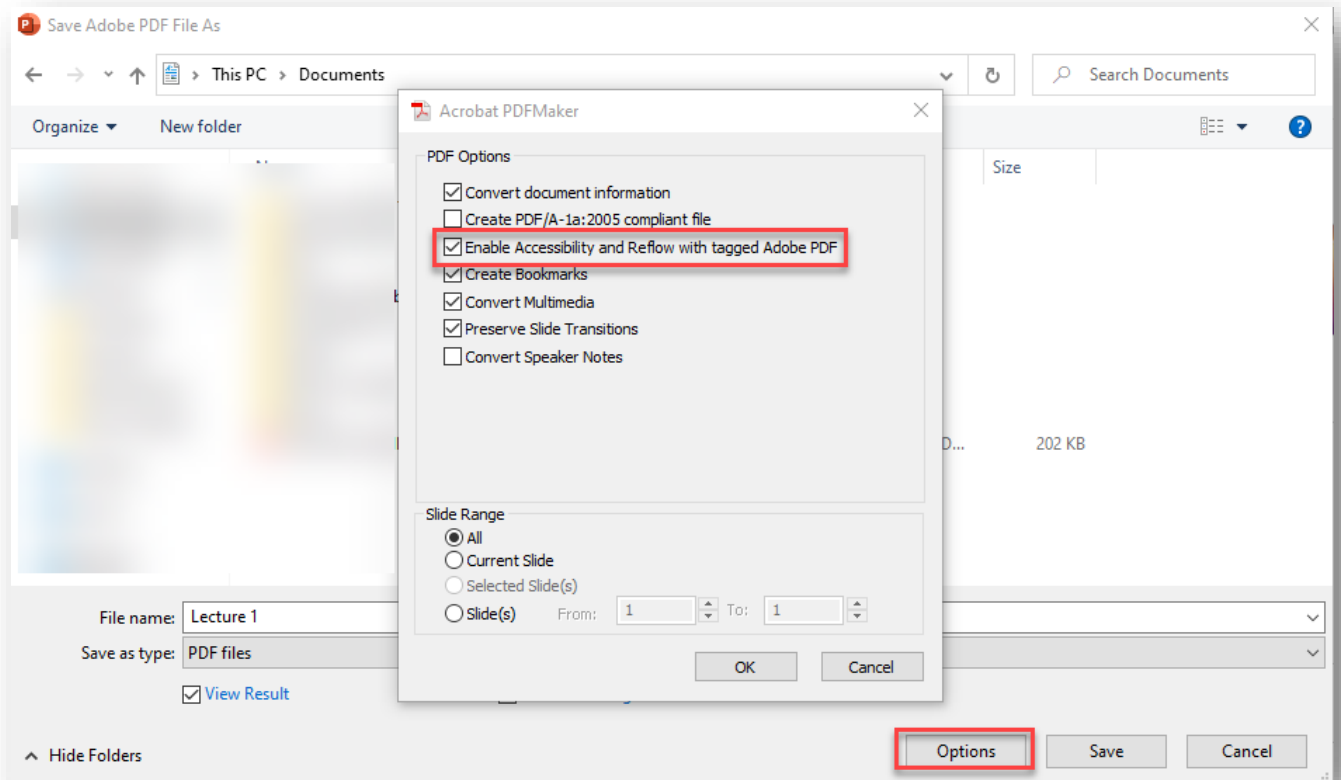 Save Adobe PDF File As
This PC > Documents
Search Documents
Organize
New folder
Size
Acrobat PDFMaker
PDF Options
Convert document information
Create PDF/A-1a:2005 compliant file
Enable Accessibility and Reflow with tagged Adobe PDF
Create Bookmarks
Convert Multimedia
Preserve Slide Transitions
Convert Speaker Notes
202 KB
Slide Range
All
Current Slide
Selected Slide(s)
Slide(s) From: 1 To: 1
OK Cancel
File name: Lecture 1
Save as type: PDF files
View Result
Hide Folders
Options Save Cancel